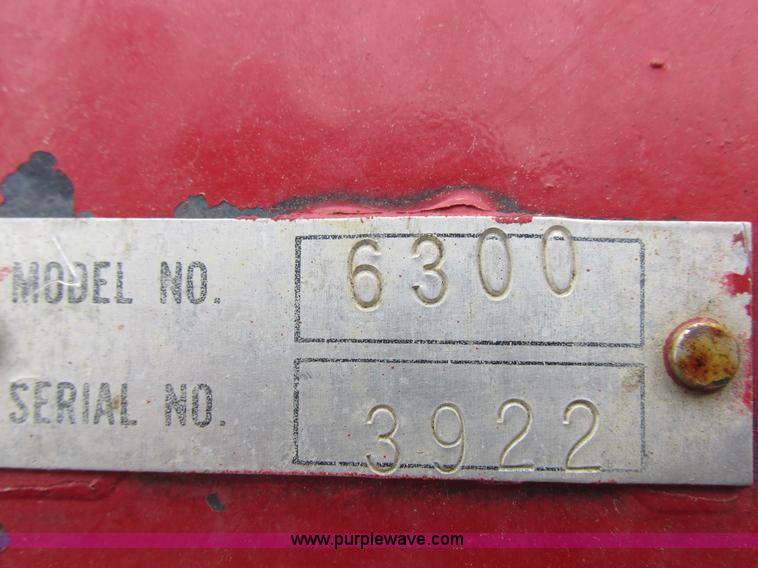 MODEL NO. 6300
SERIAL NO. 3922
www.purplewave.com